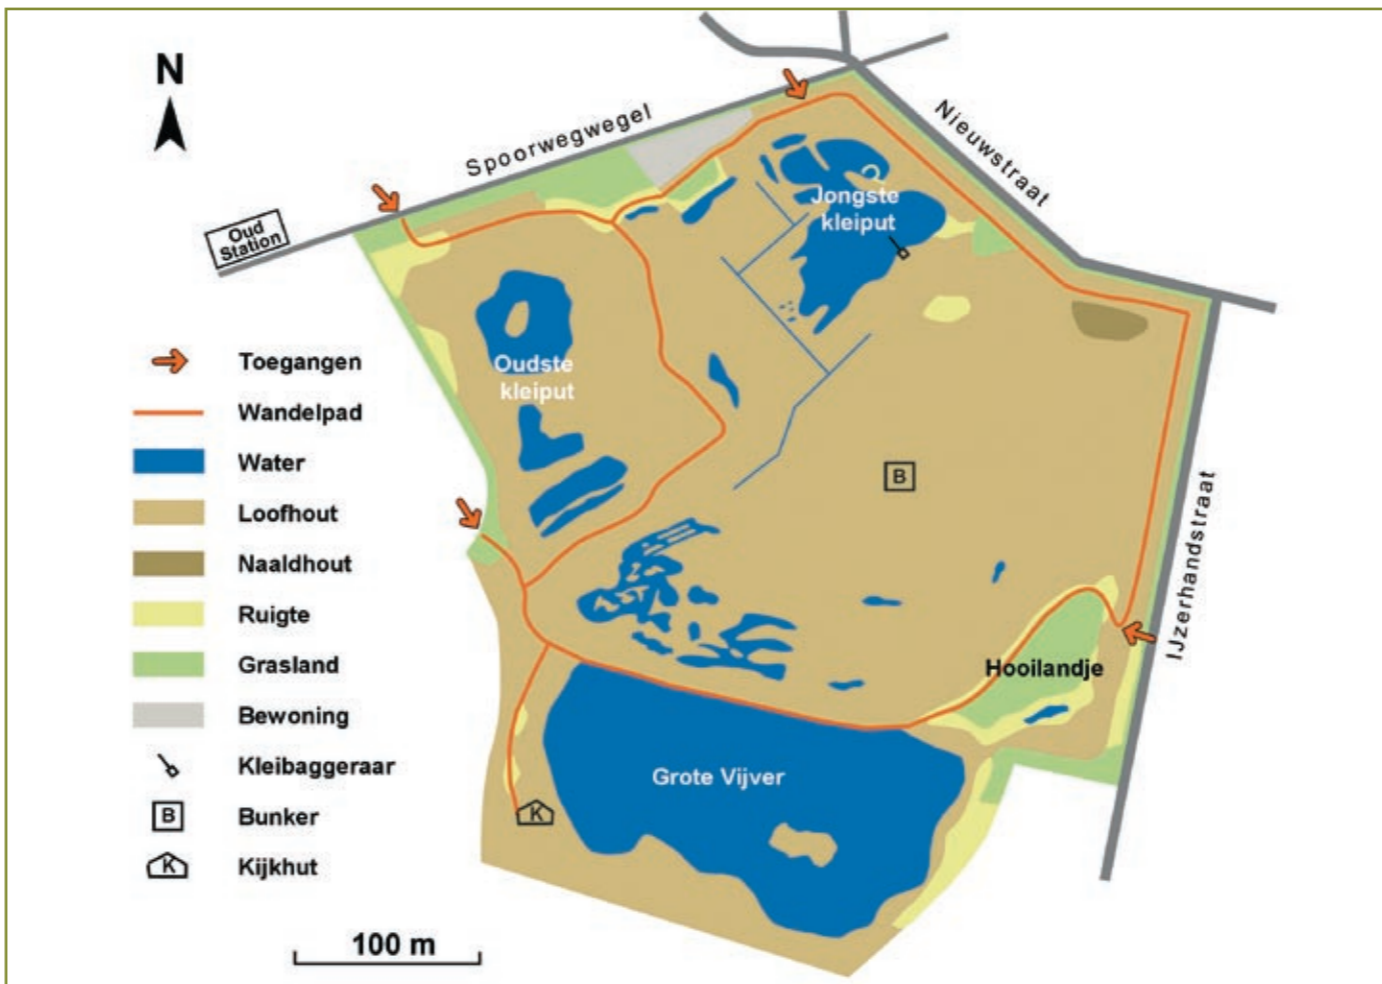 N
Spoorwegwegel
Nieuwstraat
Oud
Station
Jongste
kleiput
Oudste
kleiput
Toegangen
Wandelpad
Water
Loofhout
Naaldhout
Ruigte
Grasland
Bewoning
Kleibaggeraar
B
Bunker
K
Kijkhut
B
IJzerhandstraat
Hooilandje
Grote Vijver
K
100 m